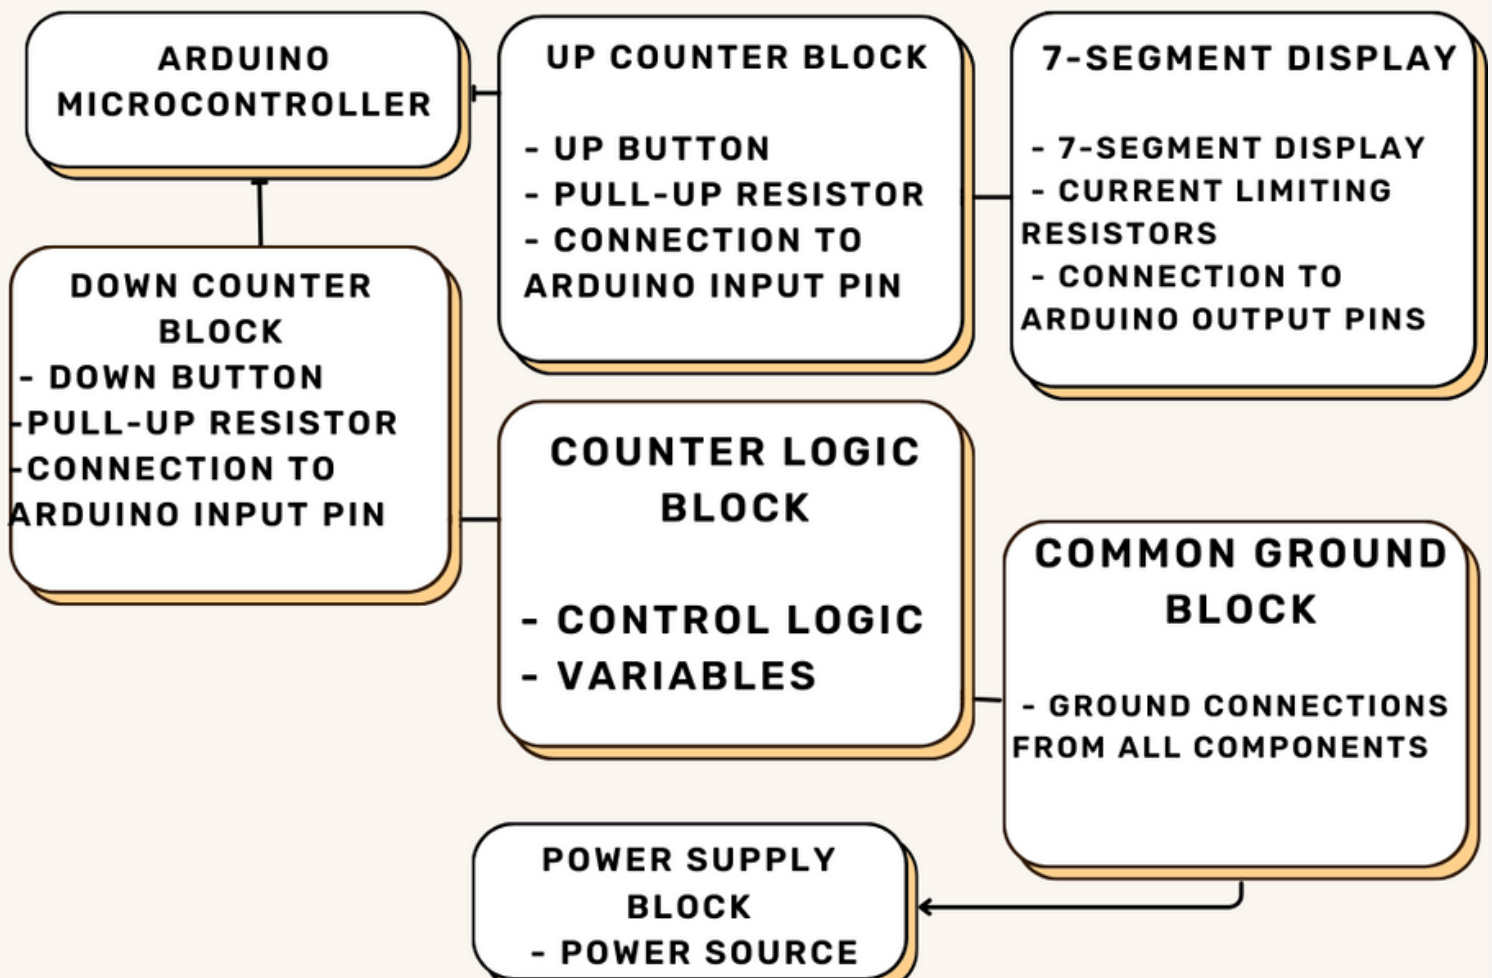 ARDUINO
MICROCONTROLLER
UP COUNTER BLOCK
- UP BUTTON
- PULL-UP RESISTOR
- CONNECTION TO
ARDUINO INPUT PIN
7-SEGMENT DISPLAY
- 7-SEGMENT DISPLAY
- CURRENT LIMITING
RESISTORS
- CONNECTION TO
ARDUINO OUTPUT PINS
DOWN COUNTER
BLOCK
- DOWN BUTTON
-PULL-UP RESISTOR
-CONNECTION TO
ARDUINO INPUT PIN
COUNTER LOGIC
BLOCK
- CONTROL LOGIC
- VARIABLES
COMMON GROUND
BLOCK
- GROUND CONNECTIONS
FROM ALL COMPONENTS
POWER SUPPLY
BLOCK
- POWER SOURCE